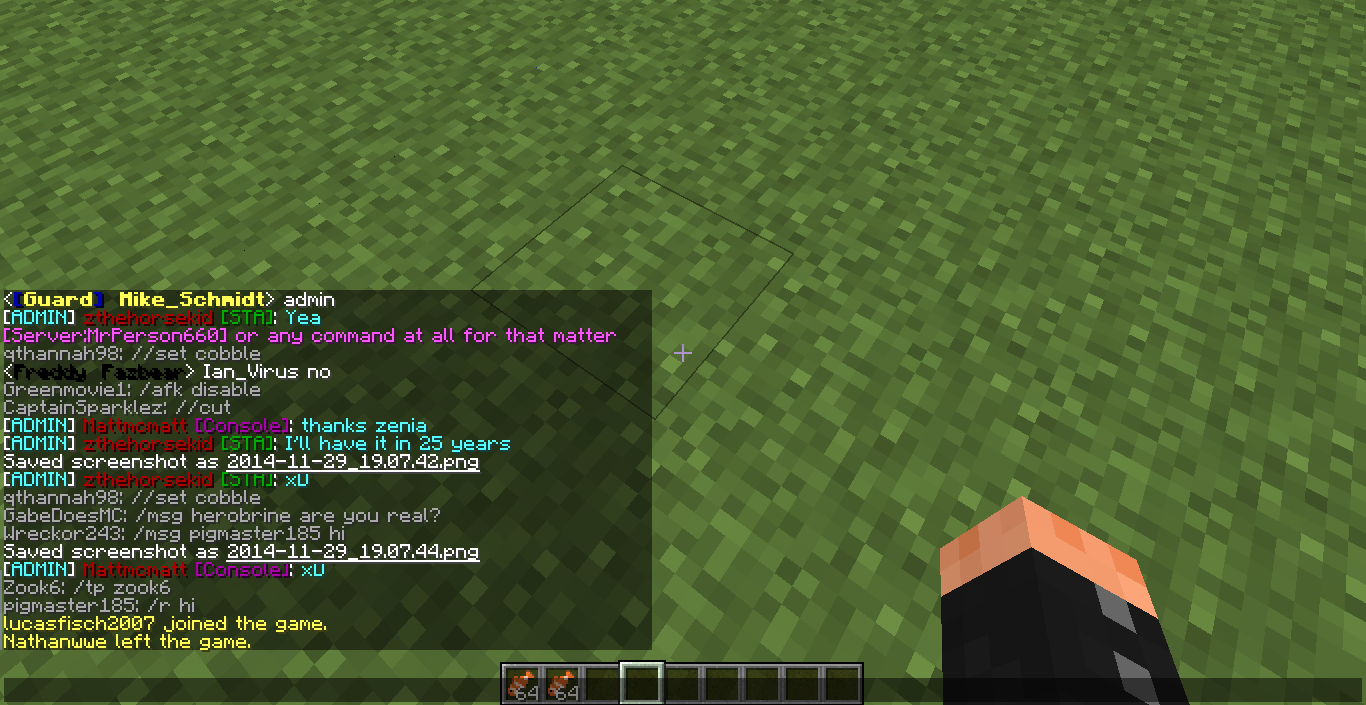 <[Guard] Mike_Schmidt> admin
[ADMIN] zthehorsekid [STA]: Yea
[Server:MrPerson660] or any command at all for that matter
qthannah98: //set cobble
<Freddy Fazbear> Ian_Virus no
Greenmovie1: /afk disable
CaptainSparklez: //cut
[ADMIN] Mattmcmatt [Console]: thanks zenia
[ADMIN] zthehorsekid [STA]: I'll have it in 25 years
Saved screenshot as 2014-11-29_19.07.42.png
[ADMIN] zthehorsekid [STA]: xD
qthannah98: //set cobble
GabeDoesMC: /msg herobrine are you real?
Wreckor243: /msg pigmaster185 hi
Saved screenshot as 2014-11-29_19.07.44.png
[ADMIN] Mattmcmatt [Console]: xD
Zook6: /tp zook6
pigmaster185: /r hi
lucasfisch2007 joined the game.
Nathanwwe left the game.
64 64